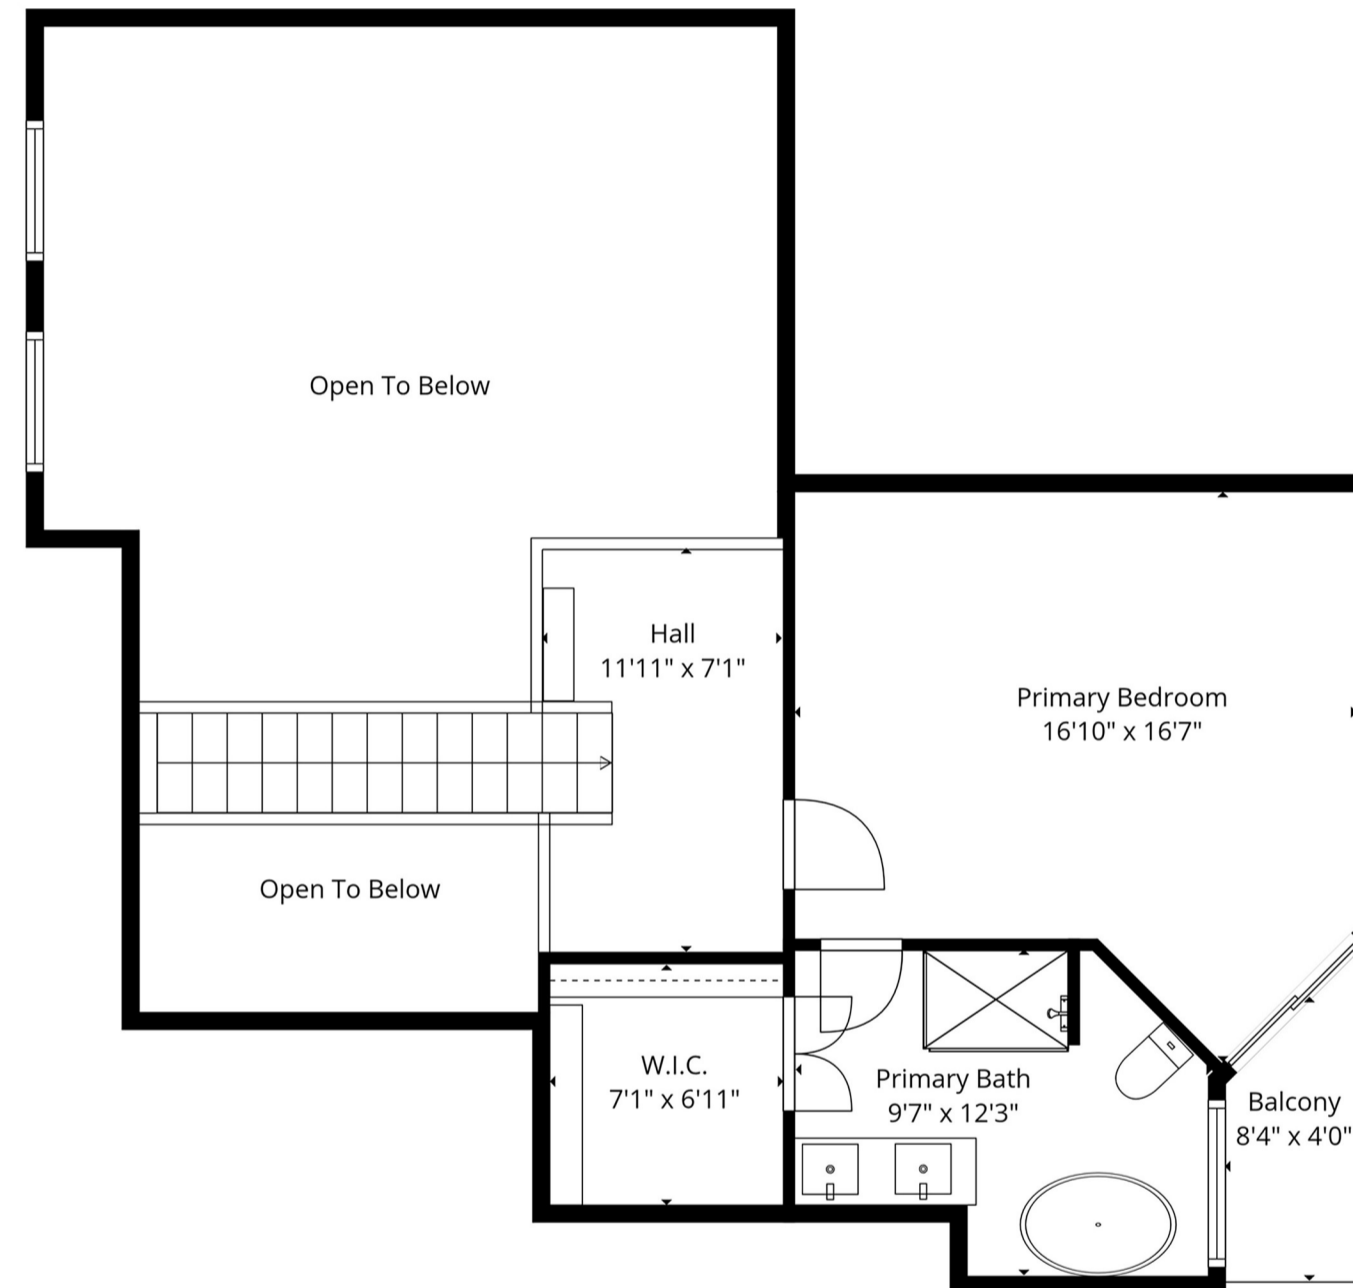 Open To Below
Hall
11'11" x 7'1"
Primary Bedroom
16'10" x 16'7"
Open To Below
W.I.C.
7'1" x 6'11"
Primary Bath
9'7" x 12'3"
Balcony
8'4" x 4'0"